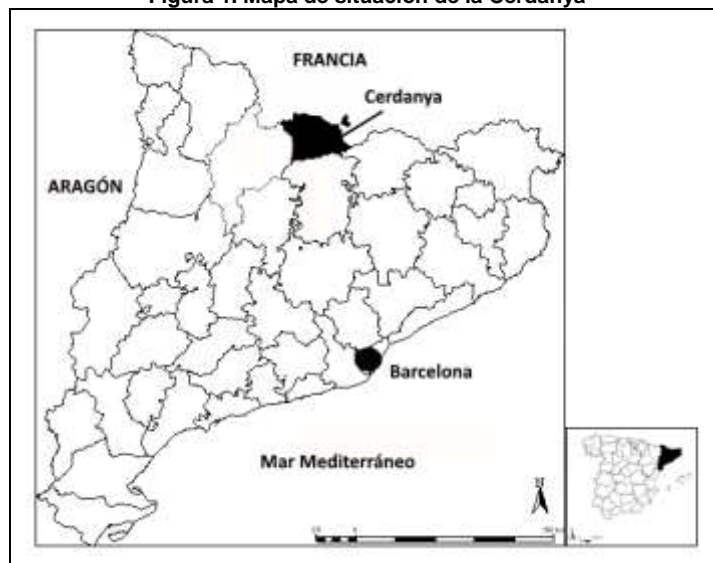 Figura 1. Mapa de situación de la Cerdanya
FRANCIA
Cerdanya
ARAGÓN
Barcelona
Mar Mediterráneo
N